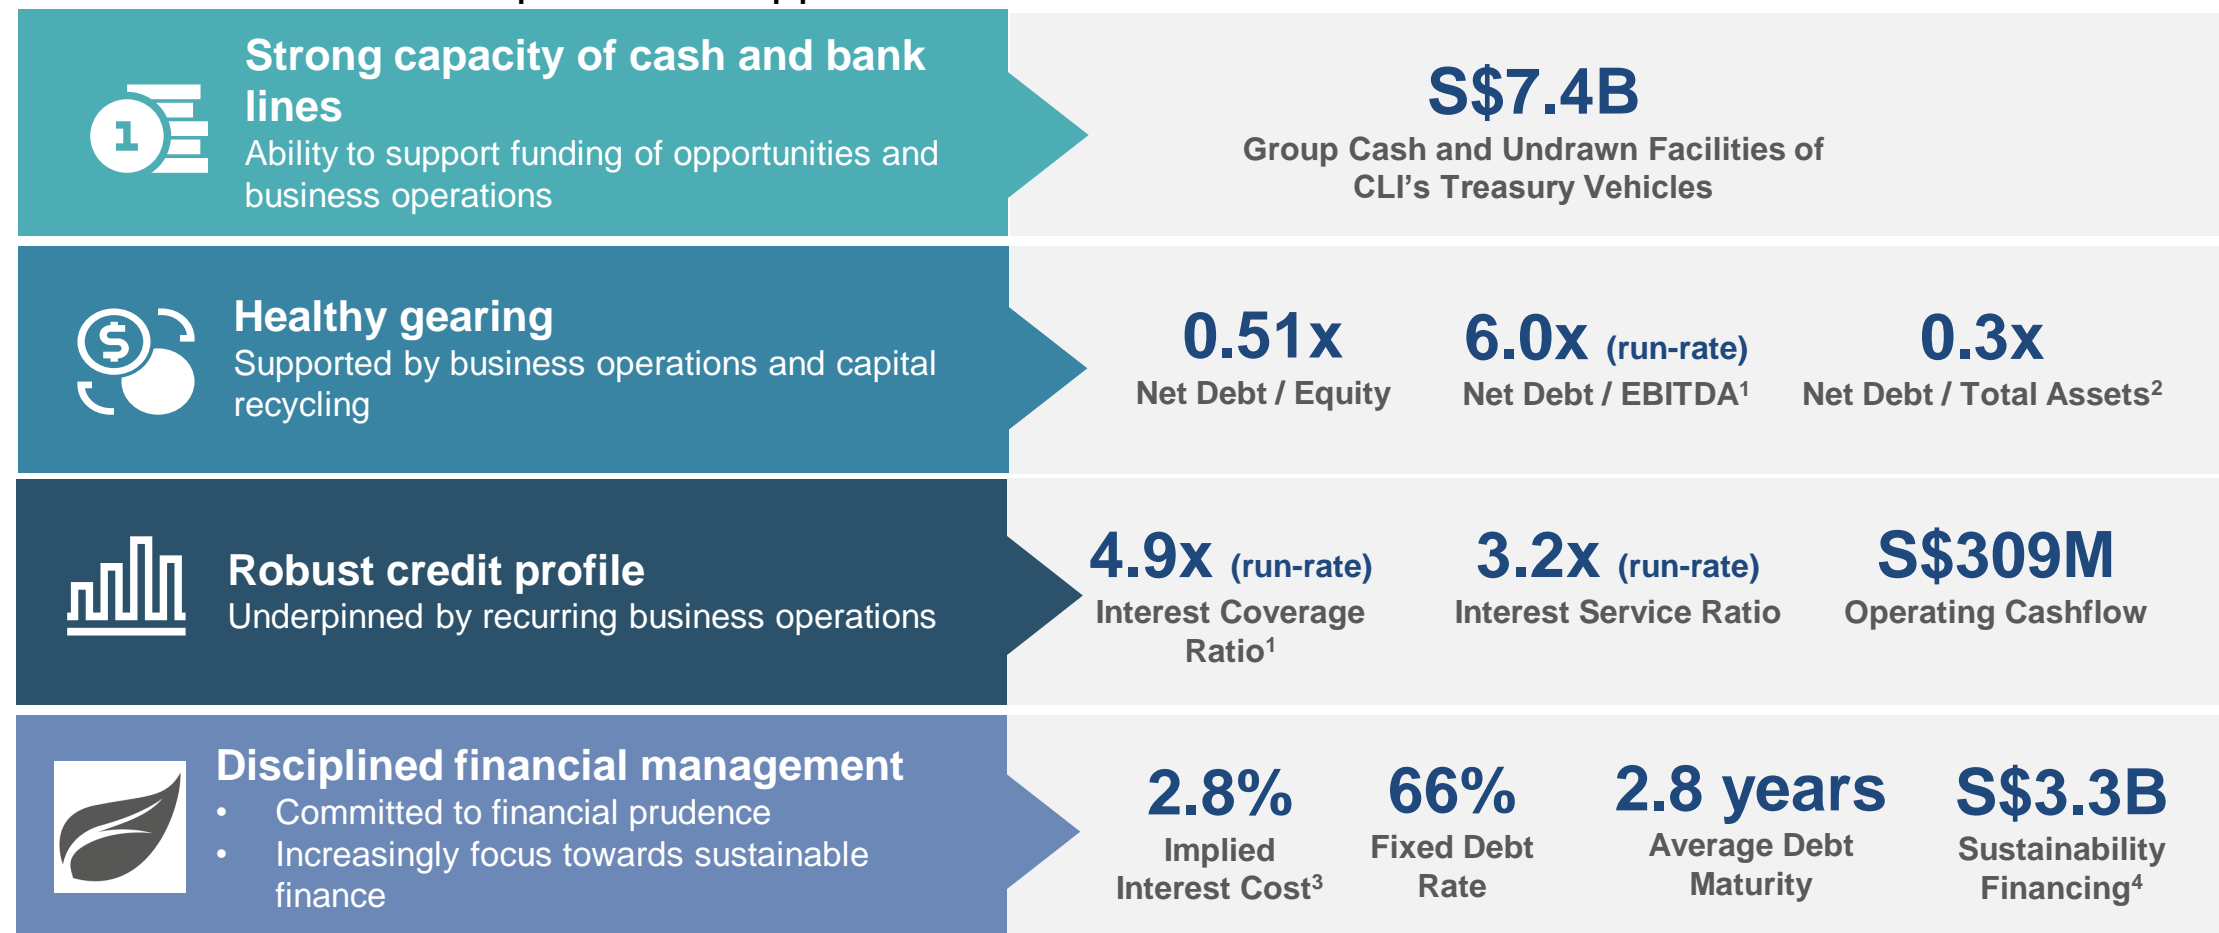 Strong capacity of cash and bank
lines
Ability to support funding of opportunities and
business operations
S$7.4B
Group Cash and Undrawn Facilities of
CLI's Treasury Vehicles
Healthy gearing
Supported by business operations and capital
recycling
0.51x
Net Debt / Equity
6.0x (run-rate)
Net Debt / EBITDA¹
0.3x
Net Debt / Total Assets²
Robust credit profile
Underpinned by recurring business operations
4.9x (run-rate)
Interest Coverage
Ratio¹
3.2x (run-rate)
Interest Service Ratio
S$309M
Operating Cashflow
Disciplined financial management
• Committed to financial prudence
• Increasingly focus towards sustainable
finance
2.8%
Implied
Interest Cost³
66%
Fixed Debt
Rate
2.8 years
Average Debt
Maturity
S$3.3B
Sustainability
Financing⁴